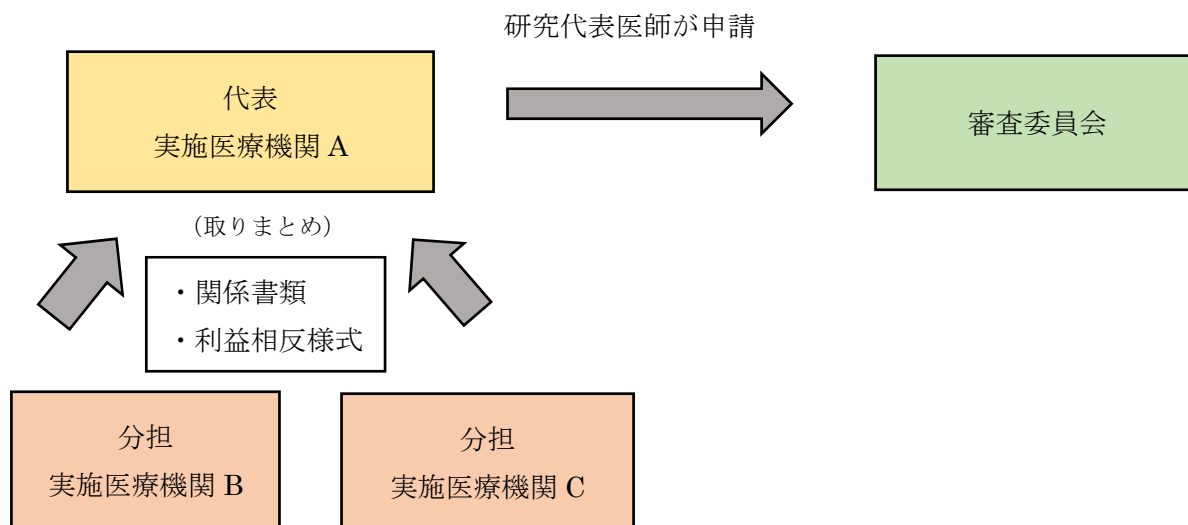 研究代表医師が申請
代表
実施医療機関 A
審査委員会
（取りまとめ）
・関係書類
・利益相反様式
分担
実施医療機関 B
分担
実施医療機関 C